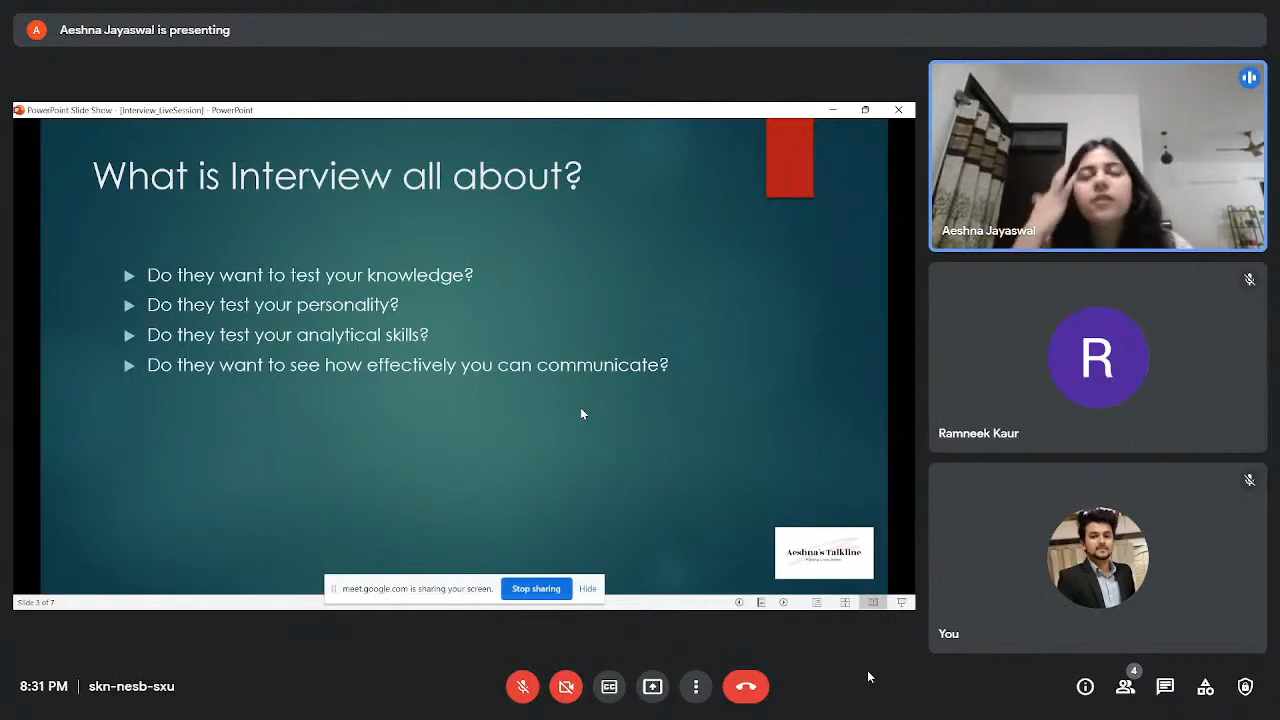 A
Aeshna Jayaswal is presenting
PowerPoint Slide Show - [Interview_LiveSession] - PowerPoint
What is Interview all about?
Do they want to test your knowledge?
Do they test your personality?
Do they test your analytical skills?
Do they want to see how effectively you can communicate?
Aeshna's Talkline
meet.google.com is sharing your screen.
Stop sharing
Hide
Slide 3 of 7
Aeshna Jayaswal
R
Ramneek Kaur
You
8:31 PM
skn-nesb-sxu
4